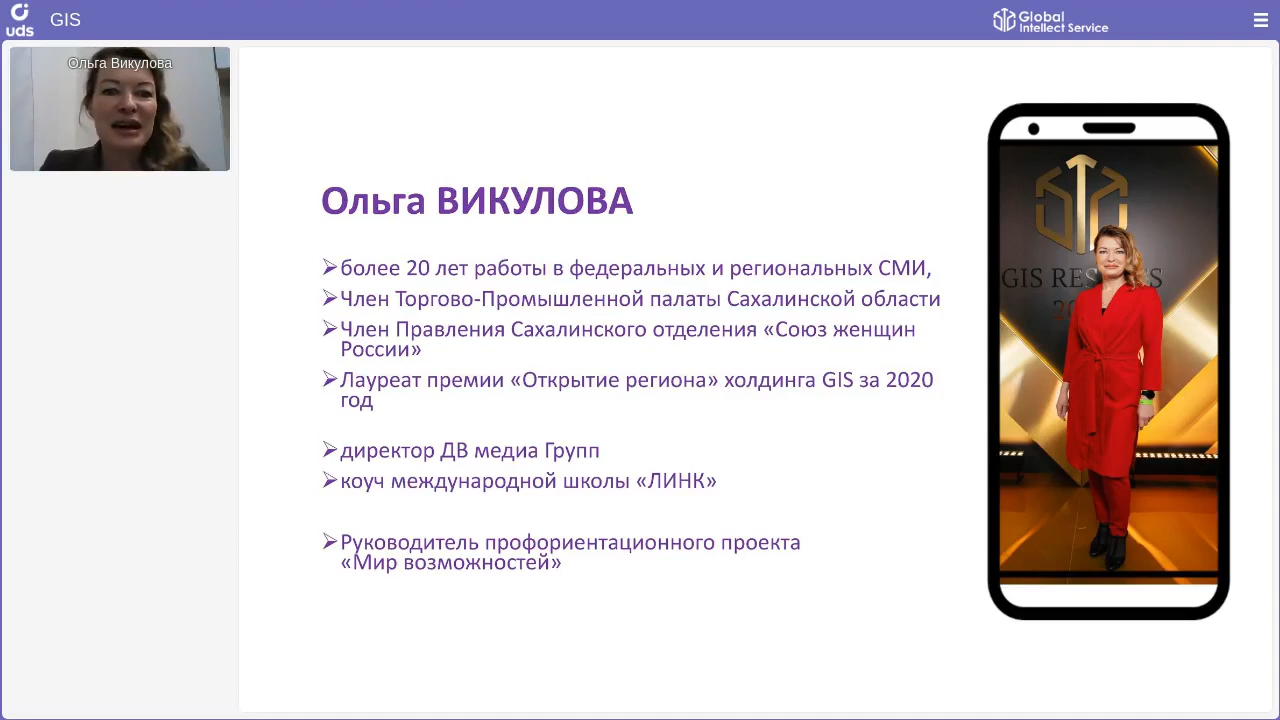 uds
GIS
Global
Intellect Service
Ольга Викулова
Ольга ВИКУЛОВА
более 20 лет работы в федеральных и региональных СМИ,
Член Торгово-Промышленной палаты Сахалинской области
Член Правления Сахалинского отделения «Союз женщин
России»
Лауреат премии «Открытие региона» холдинга GIS за 2020
год
директор ДВ медиа Групп
коуч международной школы «ЛИНК»
Руководитель профориентационного проекта
«Мир возможностей»
GIS